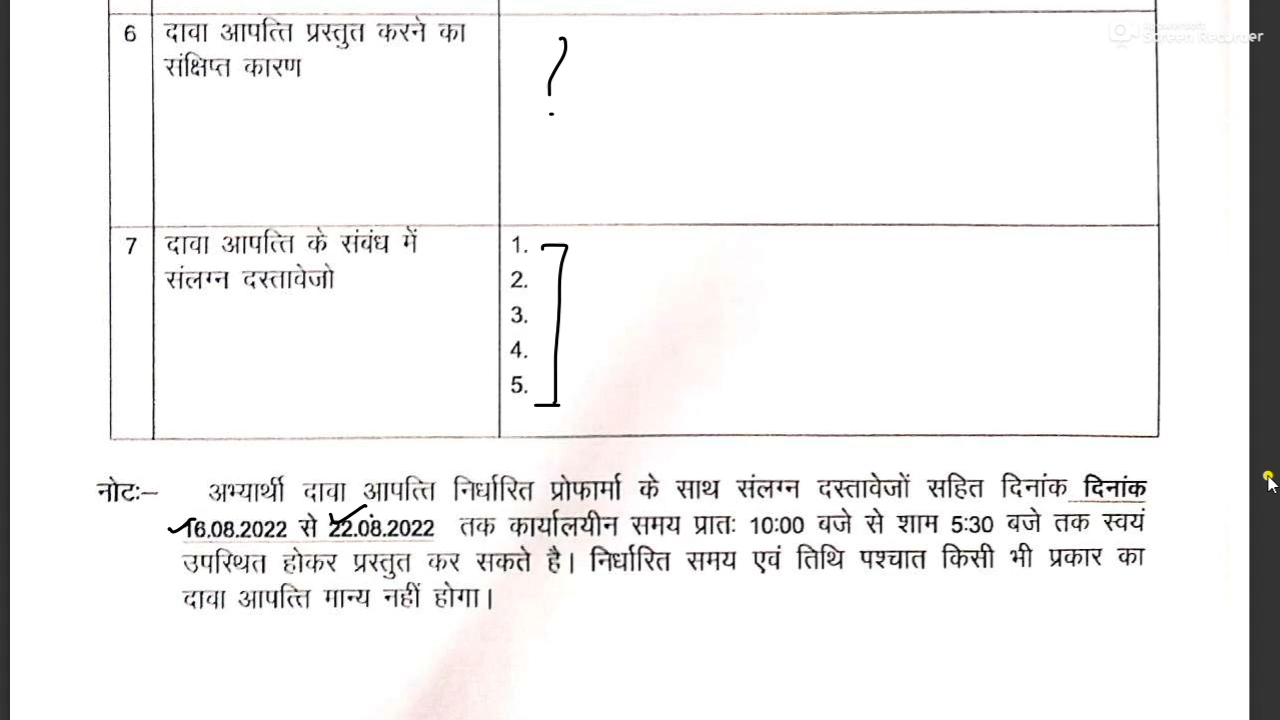 6 दावा आपत्ति प्रस्तुत करने का
संक्षिप्त कारण
?
7 दावा आपत्ति के संबंध में
संलग्न दस्तावेजो
1.
2.
3.
4.
5.
नोटः– अभ्यार्थी दावा आपत्ति निर्धारित प्रोफार्मा के साथ संलग्न दस्तावेजों सहित दिनांक दिनांक
16.08.2022 से 22.08.2022 तक कार्यालयीन समय प्रातः 10:00 बजे से शाम 5:30 बजे तक स्वयं
उपस्थित होकर प्रस्तुत कर सकते है। निर्धारित समय एवं तिथि पश्चात किसी भी प्रकार का
दावा आपत्ति मान्य नहीं होगा।
Screen Recorder